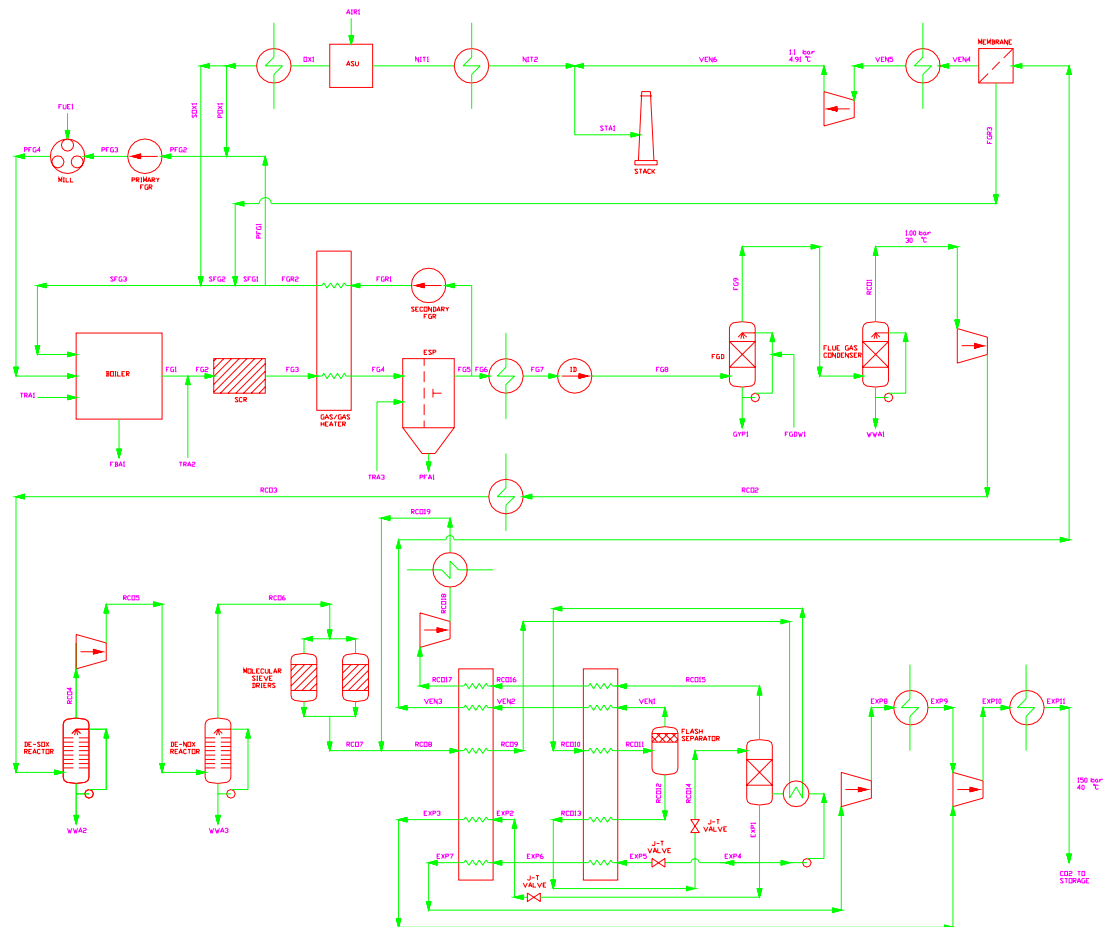 AIR1
MEMBRANE
ASU
OX1
NIT1
NIT2
VEN6
1.1 bar
4.91 °C
VEN5
VEN4
SOX1
POX1
FUE1
STA1
STACK
FGR3
PFG4
PFG3
PFG2
MILL
PRIMARY
FGR
PFG1
1.00 bar
30 °C
SFG3
SFG2
SFG1
FGR2
FGR1
SECONDARY
FGR
FG9
RCO1
BOILER
FG1
FG2
SCR
FG3
GAS/GAS
HEATER
FG4
ESP
FG5
FG6
FG7
ID
FG8
FGD
FLUE GAS
CONDENSER
TRA1
FBA1
TRA2
TRA3
PFA1
GYP1
FGDW1
WWA1
RCO3
RCO2
RCO19
RCO18
RCO5
RCO6
RCO4
MOLECULAR
SIEVE
DRIERS
RCO17
RCO16
RCO15
VEN3
VEN2
VEN1
EXP8
EXP9
EXP10
EXP11
DE-SOX
REACTOR
DE-NOX
REACTOR
RCO7
RCO8
RCO9
RCO10
RCO11
FLASH
SEPARATOR
RCO12
RCO14
RCO13
WWA2
WWA3
EXP3
EXP2
J-T
VALVE
EXP1
EXP7
EXP6
EXP5
J-T
VALVE
EXP4
J-T
VALVE
150 bar
40 °C
CO2 TO
STORAGE